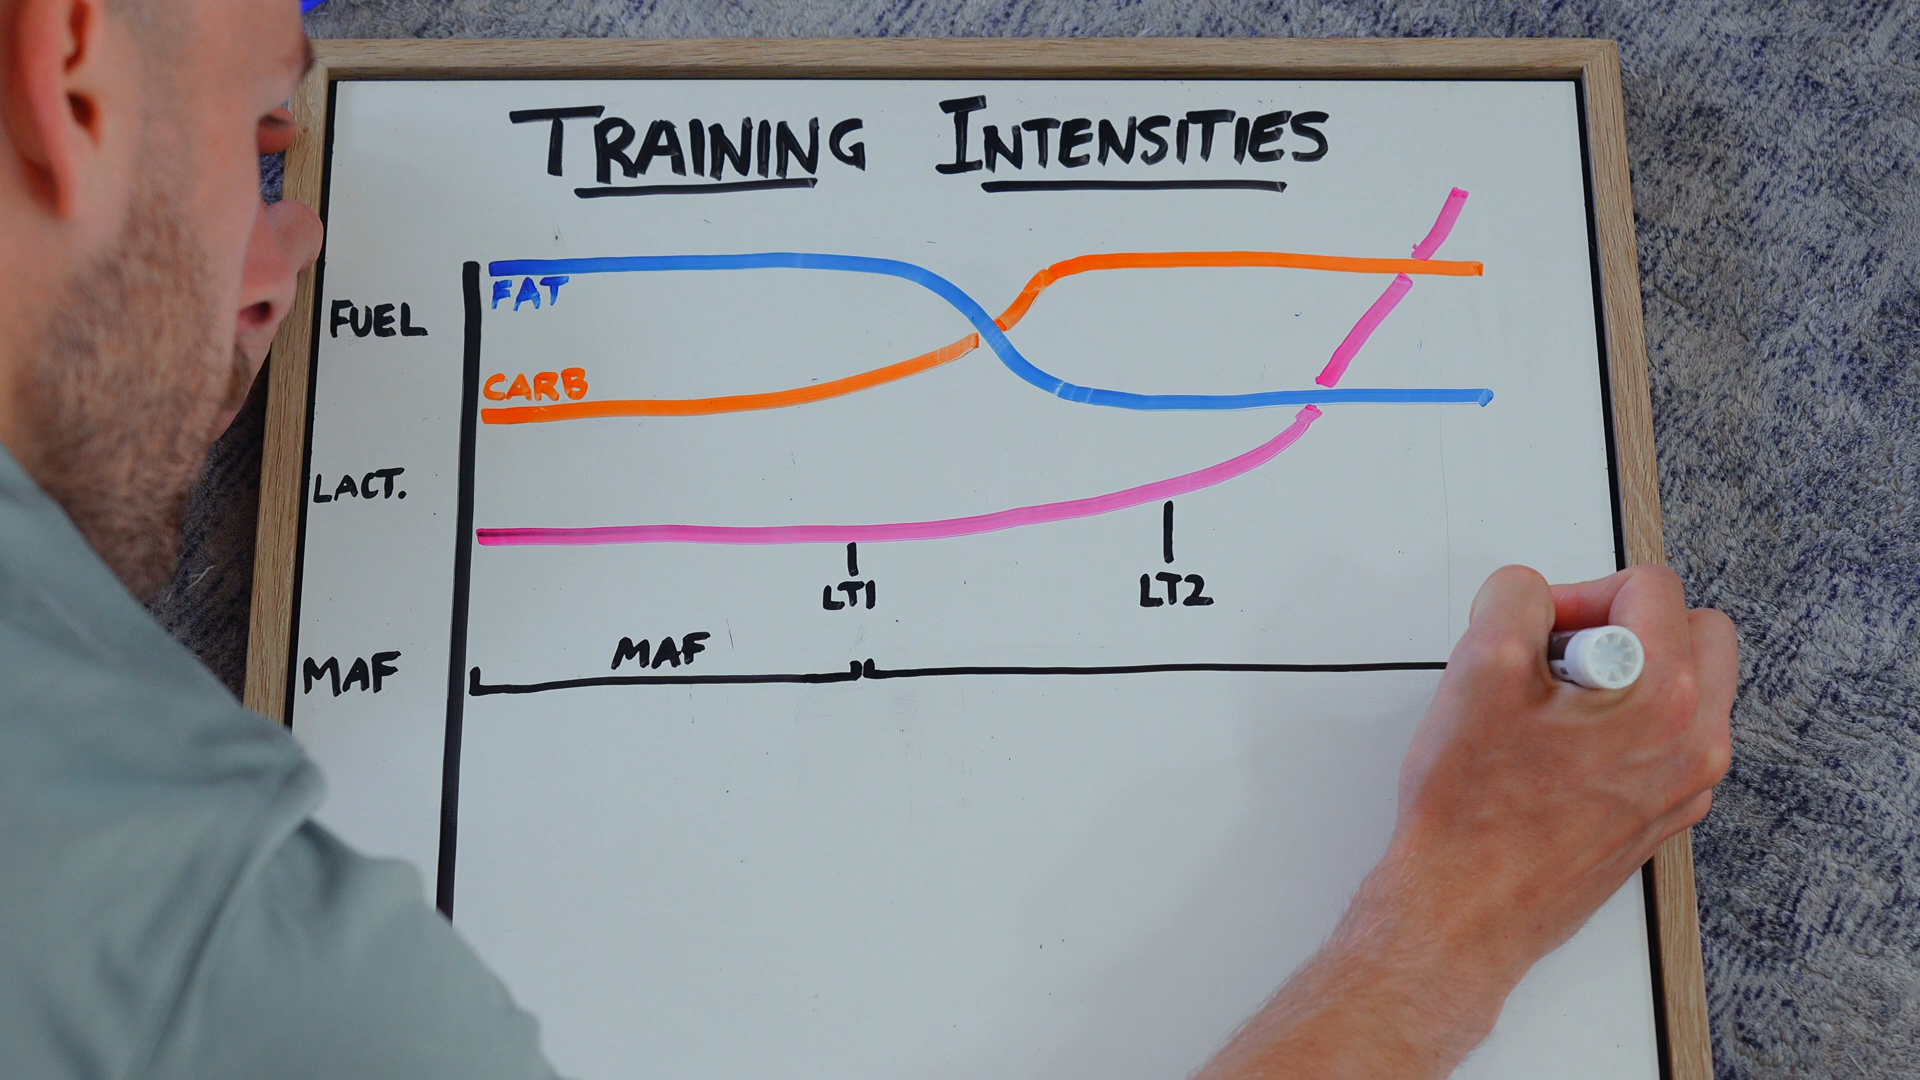 TRAINING INTENSITIES
FAT
FUEL
CARB
LACT.
LT1
LT2
MAF
MAF